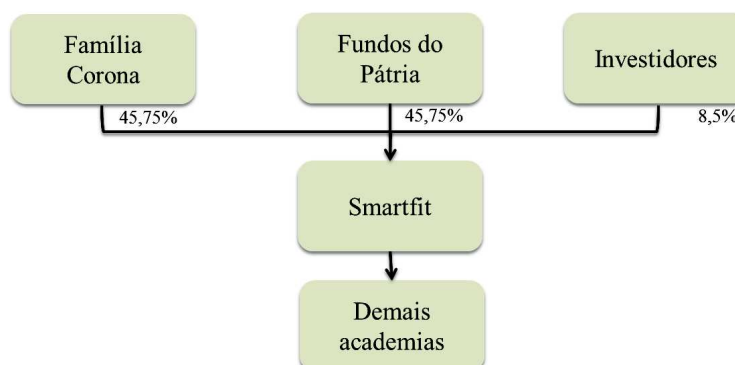 Família
Corona
Fundos do
Pátria
Investidores
45,75%
45,75%
8,5%
Smartfit
Demais
academias